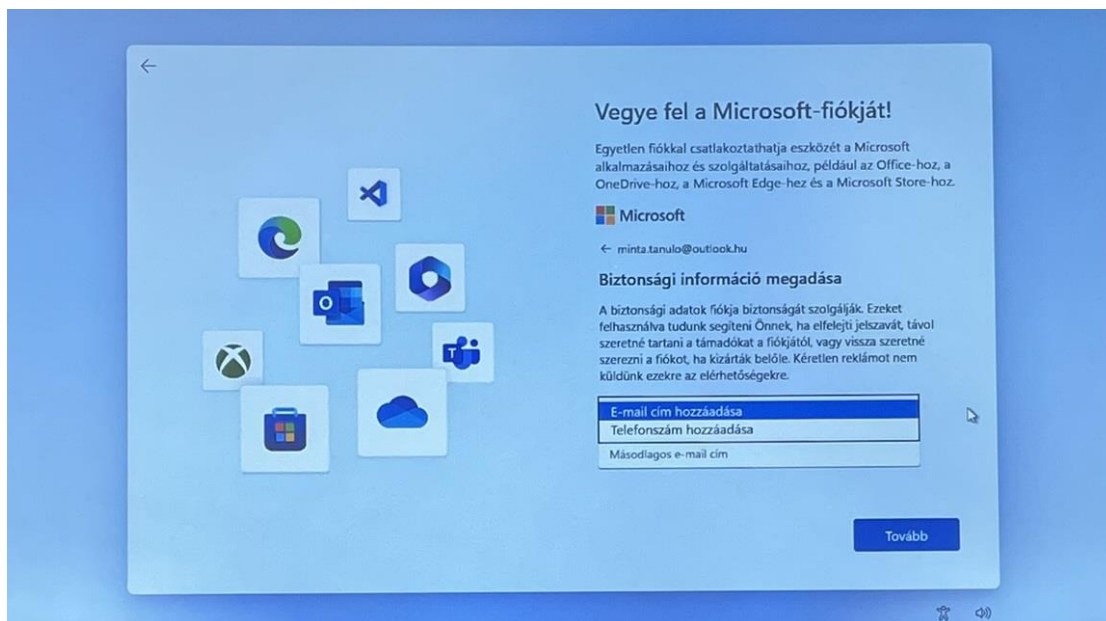 Vegye fel a Microsoft-fiókját!
Egyetlen fiókkal csatlakoztathatja eszközét a Microsoft
alkalmazásaihoz és szolgáltatásaihoz, például az Office-hoz, a
OneDrive-hoz, a Microsoft Edge-hez és a Microsoft Store-hoz.
Microsoft
← minta.tanulo@outlook.hu
Biztonsági információ megadása
A biztonsági adatok fiókja biztonságát szolgálják. Ezeket
felhasználva tudunk segíteni Önnek, ha elfelejti jelszavát, távol
szeretné tartani a támadókat a fiókjától, vagy vissza szeretné
szerezni a fiókot, ha kizárták belőle. Kéretlen reklámot nem
küldünk ezekre az elérhetőségekre.
E-mail cím hozzáadása
Telefonszám hozzáadása
Másodlagos e-mail cím
Tovább